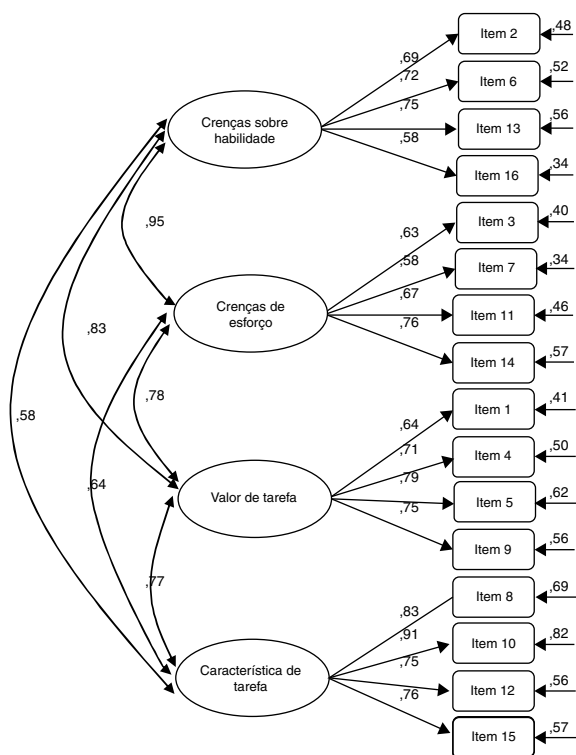 Item 2
,48
,69
,72
Item 6
,52
,75
Crenças sobre
habilidade
Item 13
,56
,58
Item 16
,34
Item 3
,40
,95
,63
,58
Item 7
,34
,67
Crenças de
esforço
Item 11
,46
,76
Item 14
,57
,83
,78
Item 1
,41
,58
,64
,71
Item 4
,50
,79
,64
Valor de tarefa
Item 5
,62
,75
Item 9
,56
,77
Item 8
,69
,83
,91
Item 10
,82
,75
Característica de
tarefa
Item 12
,56
,76
Item 15
,57